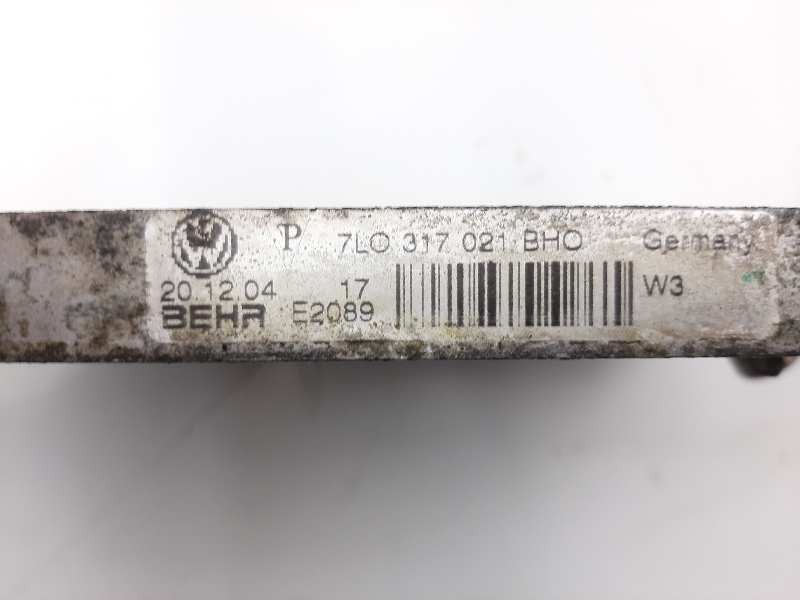 P 7L0 317 021 BHO Germany
20.12.04 17 W3
BEHR E2089